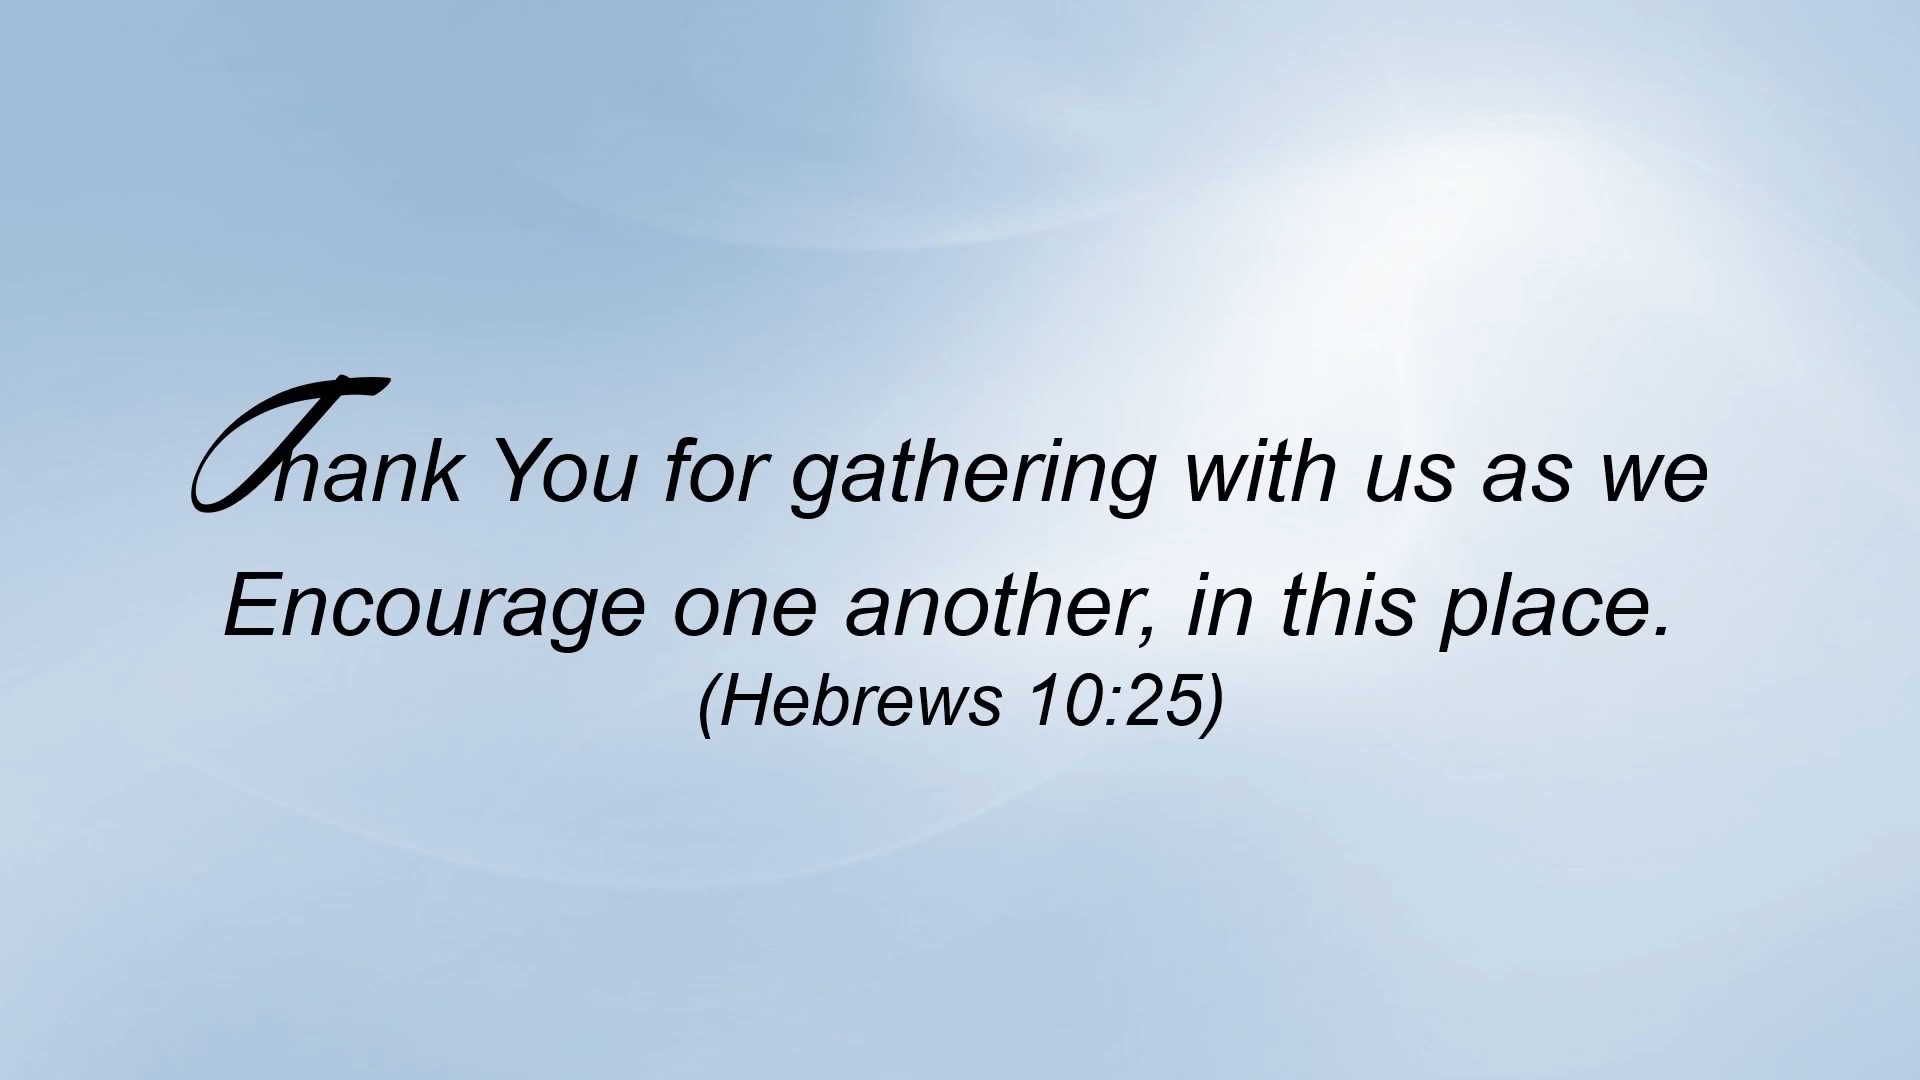 Thank You for gathering with us as we
Encourage one another, in this place.
(Hebrews 10:25)